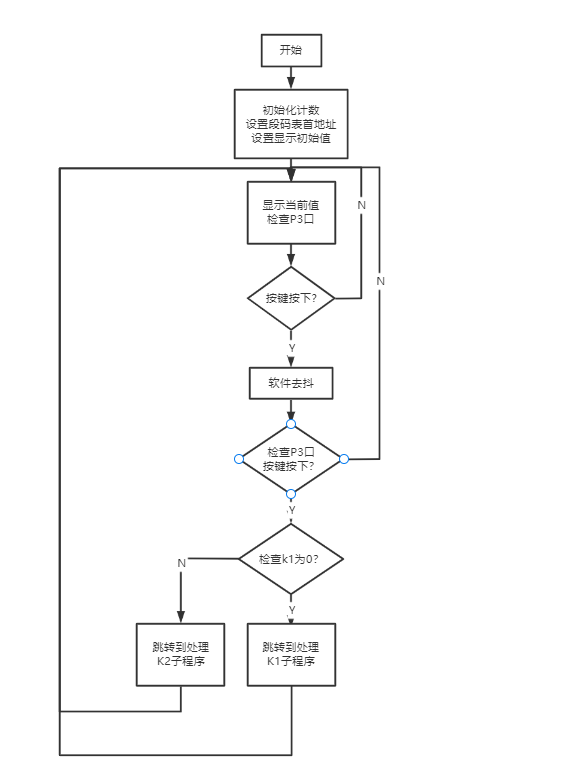 开始
初始化计数
设置段码表首地址
设置显示初始值
显示当前值
检查P3口
N
按键按下?
N
Y
软件去抖
检查P3口
按键按下?
Y
检查k1为0?
N
Y
跳转到处理
K2子程序
跳转到处理
K1子程序